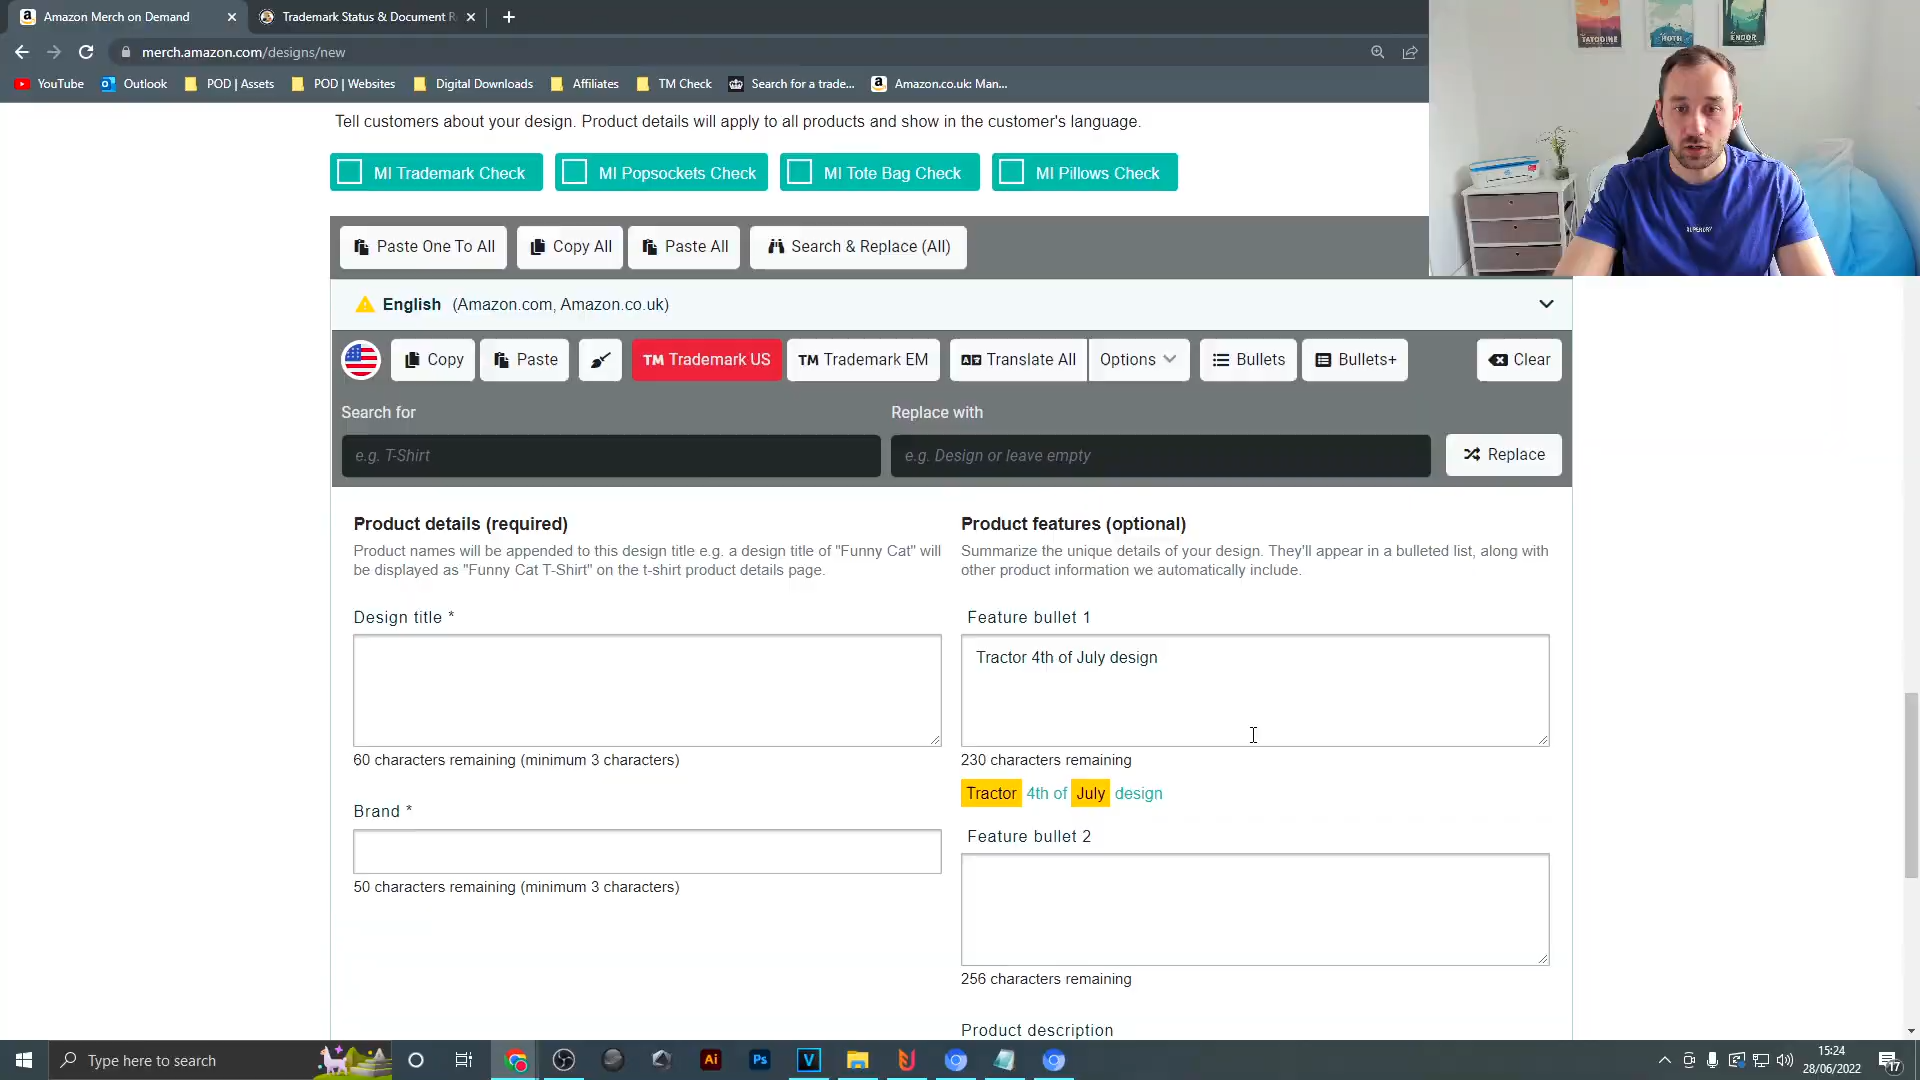 Amazon Merch on Demand
Trademark Status & Document R
merch.amazon.com/designs/new
YouTube
Outlook
POD | Assets
POD | Websites
Digital Downloads
Affiliates
TM Check
Search for a trade...
Amazon.co.uk: Man...
TATOOINE
HOTH
ENDOR
SUPERDRY
Tell customers about your design. Product details will apply to all products and show in the customer's language.
MI Trademark Check
MI Popsockets Check
MI Tote Bag Check
MI Pillows Check
Paste One To All
Copy All
Paste All
Search & Replace (All)
English (Amazon.com, Amazon.co.uk)
Copy
Paste
TM Trademark US
TM Trademark EM
Translate All
Options
Bullets
Bullets+
Clear
Search for
Replace with
e.g. T-Shirt
e.g. Design or leave empty
Replace
Product details (required)
Product names will be appended to this design title e.g. a design title of "Funny Cat" will
be displayed as "Funny Cat T-Shirt" on the t-shirt product details page.
Design title *
60 characters remaining (minimum 3 characters)
Brand *
50 characters remaining (minimum 3 characters)
Product features (optional)
Summarize the unique details of your design. They'll appear in a bulleted list, along with
other product information we automatically include.
Feature bullet 1
Tractor 4th of July design
230 characters remaining
Tractor 4th of July design
Feature bullet 2
256 characters remaining
Product description
Type here to search
Ai
Ps
V
15:24
28/06/2022
17